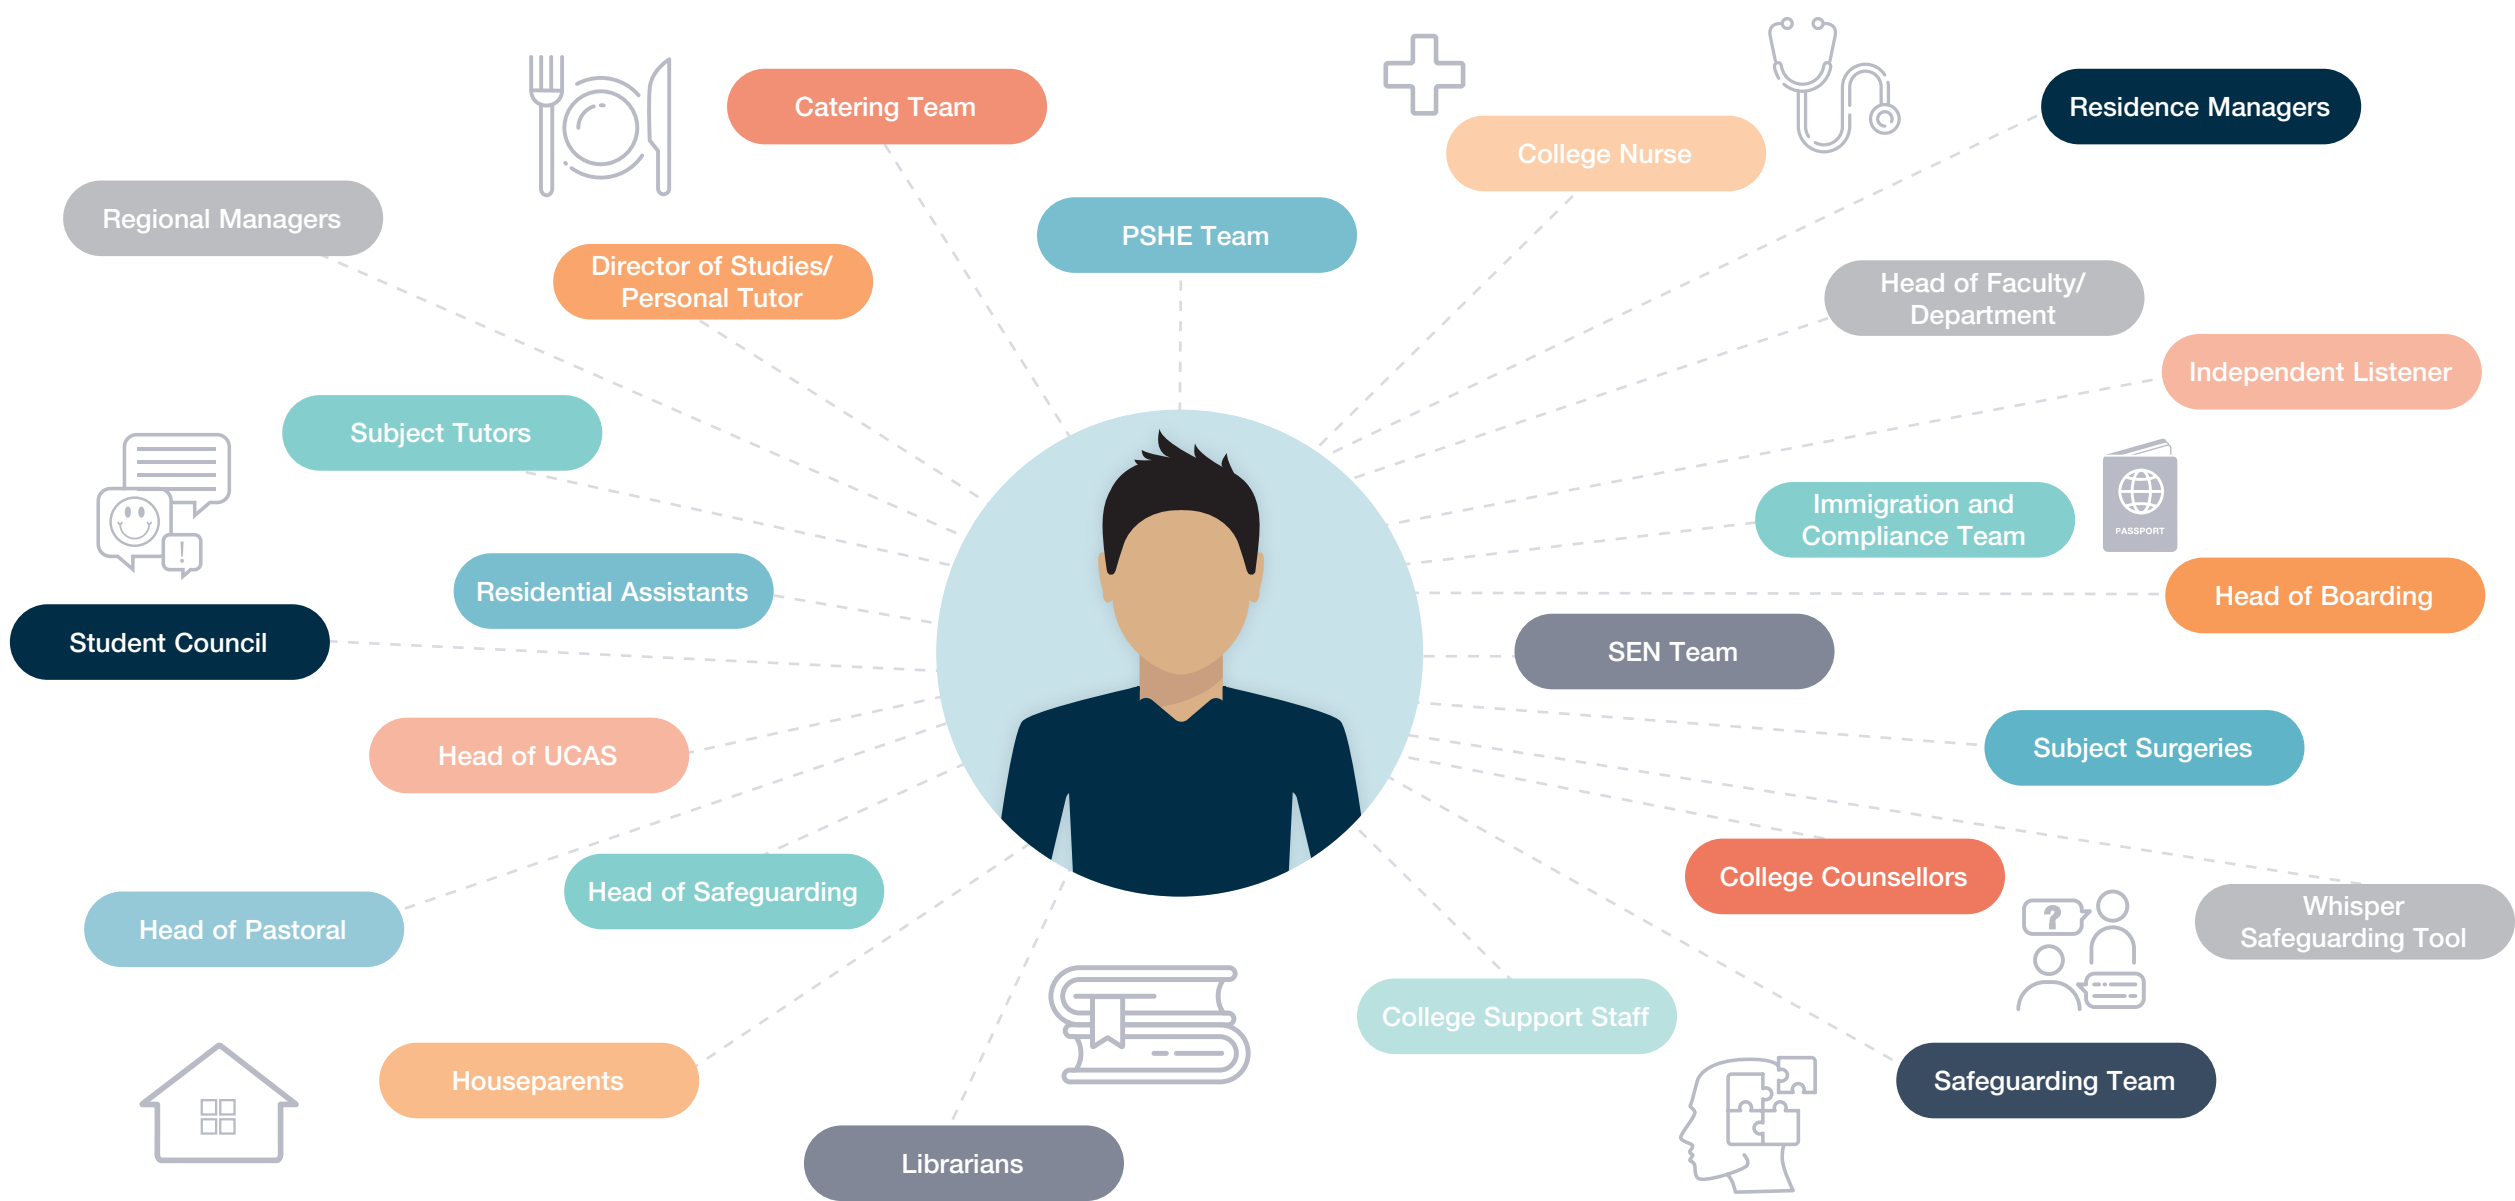 Catering Team
Residence Managers
College Nurse
Regional Managers
PSHE Team
Director of Studies/
Personal Tutor
Head of Faculty/
Department
Independent Listener
Subject Tutors
Immigration and
Compliance Team
PASSPORT
!
Residential Assistants
Head of Boarding
Student Council
SEN Team
Head of UCAS
Subject Surgeries
College Counsellors
Head of Safeguarding
Whisper
Safeguarding Tool
?
Head of Pastoral
College Support Staff
Houseparents
Safeguarding Team
Librarians